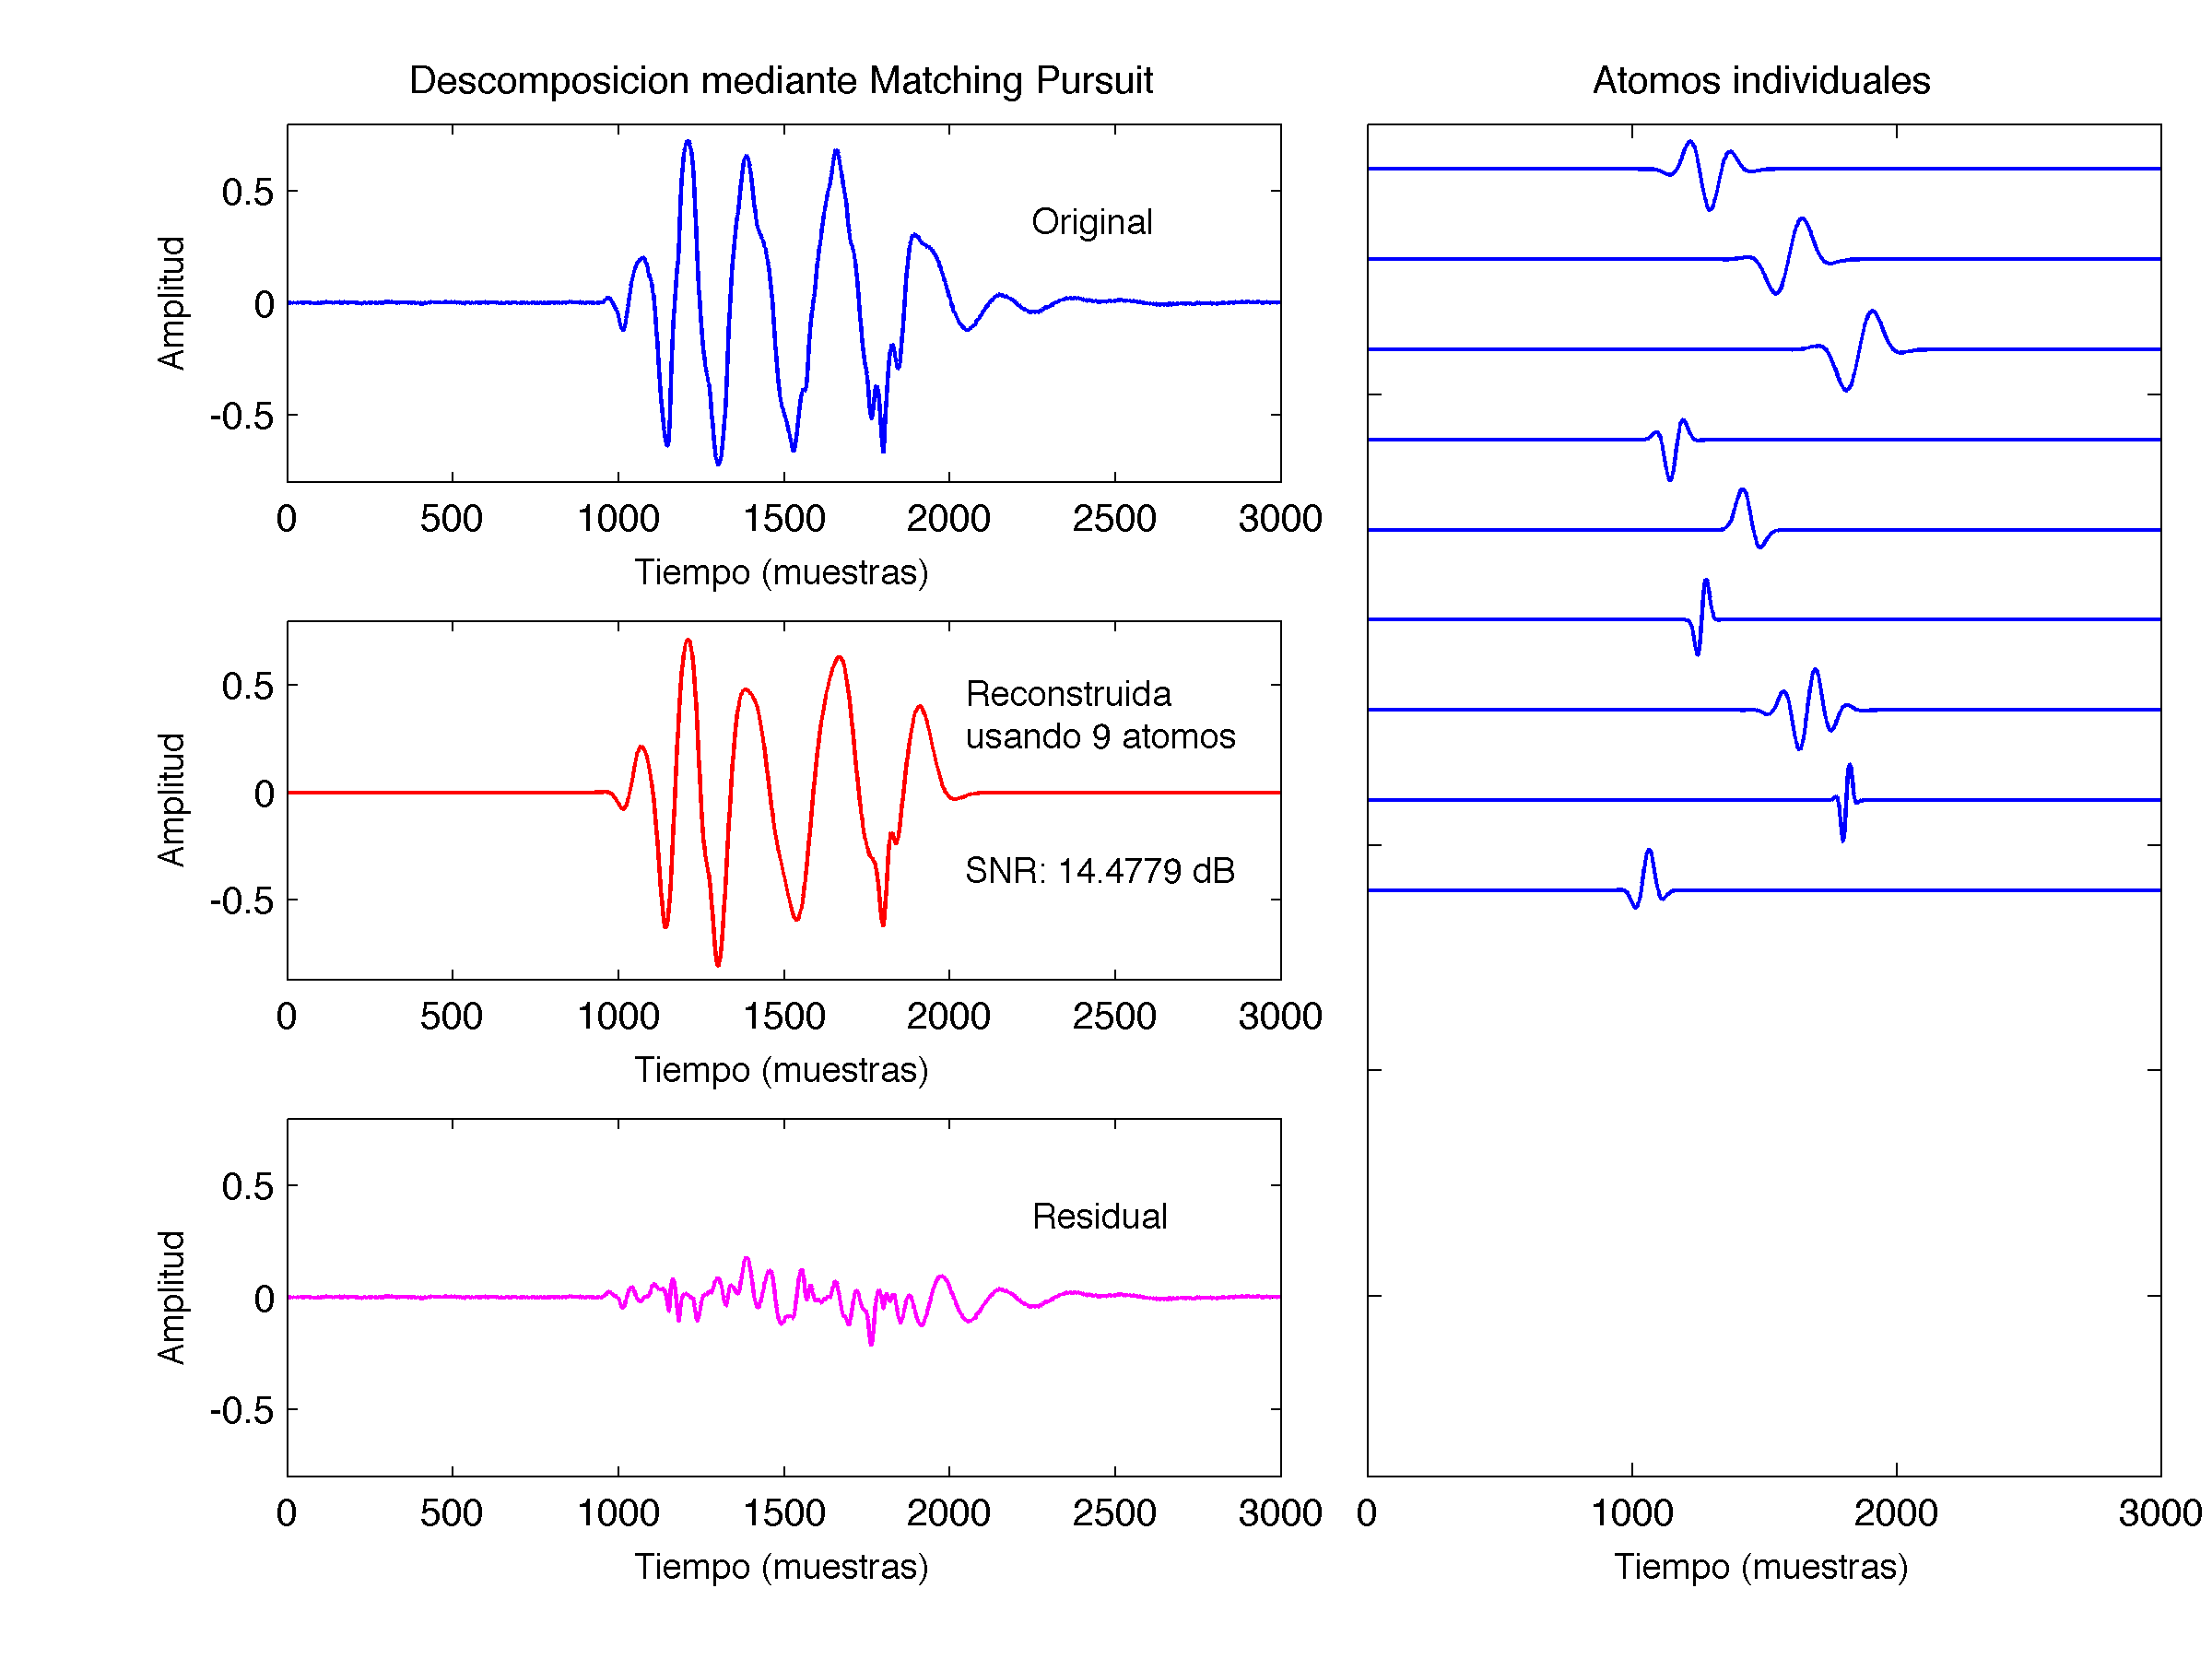 Descomposicion mediante Matching Pursuit
Amplitud
0.5
0
-0.5
Original
0 500 1000 1500 2000 2500 3000
Tiempo (muestras)
Amplitud
0.5
0
-0.5
Reconstruida
usando 9 atomos
SNR: 14.4779 dB
0 500 1000 1500 2000 2500 3000
Tiempo (muestras)
Amplitud
0.5
0
-0.5
Residual
0 500 1000 1500 2000 2500 3000
Tiempo (muestras)
Atomos individuales
0 1000 2000 3000
Tiempo (muestras)